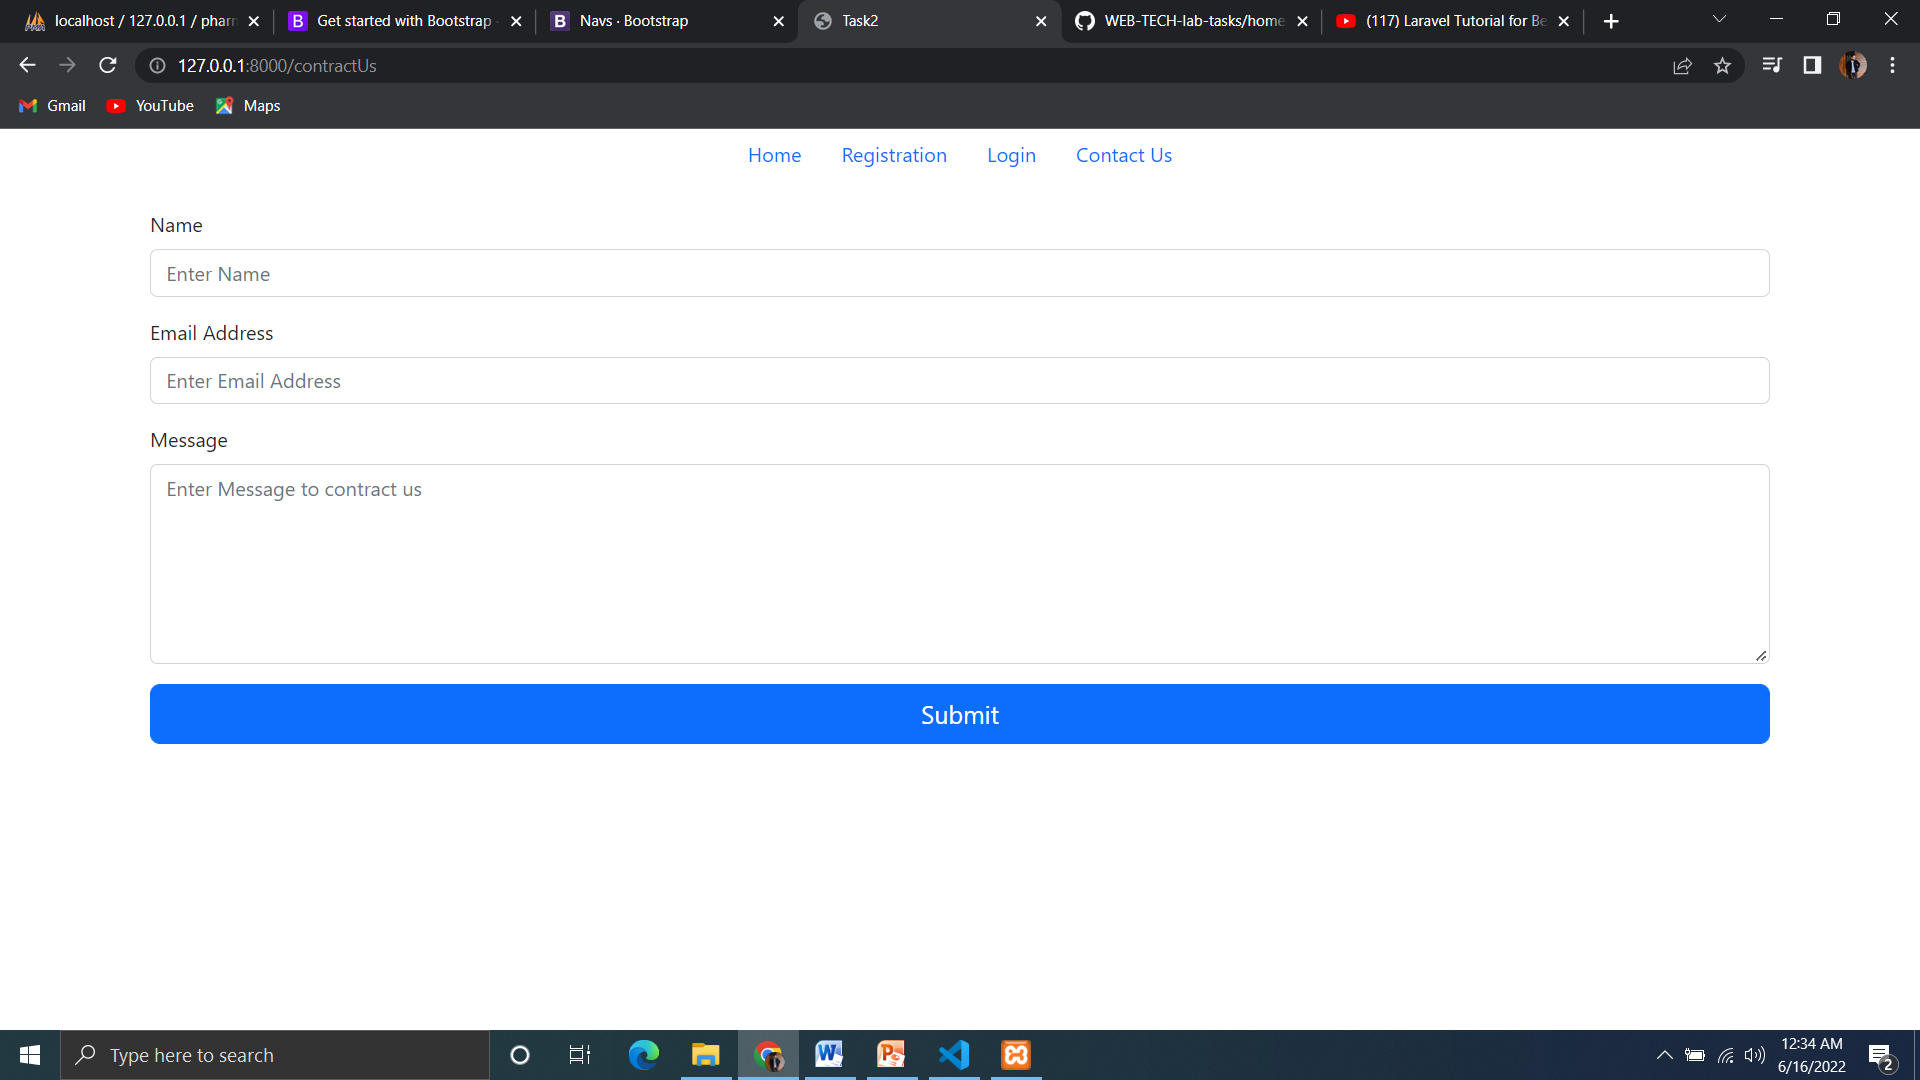 localhost / 127.0.0.1 / pharm
Get started with Bootstrap
Navs · Bootstrap
Task2
WEB-TECH-lab-tasks/home
(117) Laravel Tutorial for Be
127.0.0.1:8000/contractUs
Gmail
YouTube
Maps
Home
Registration
Login
Contact Us
Name
Enter Name
Email Address
Enter Email Address
Message
Enter Message to contract us
Submit
Type here to search
12:34 AM
6/16/2022
2